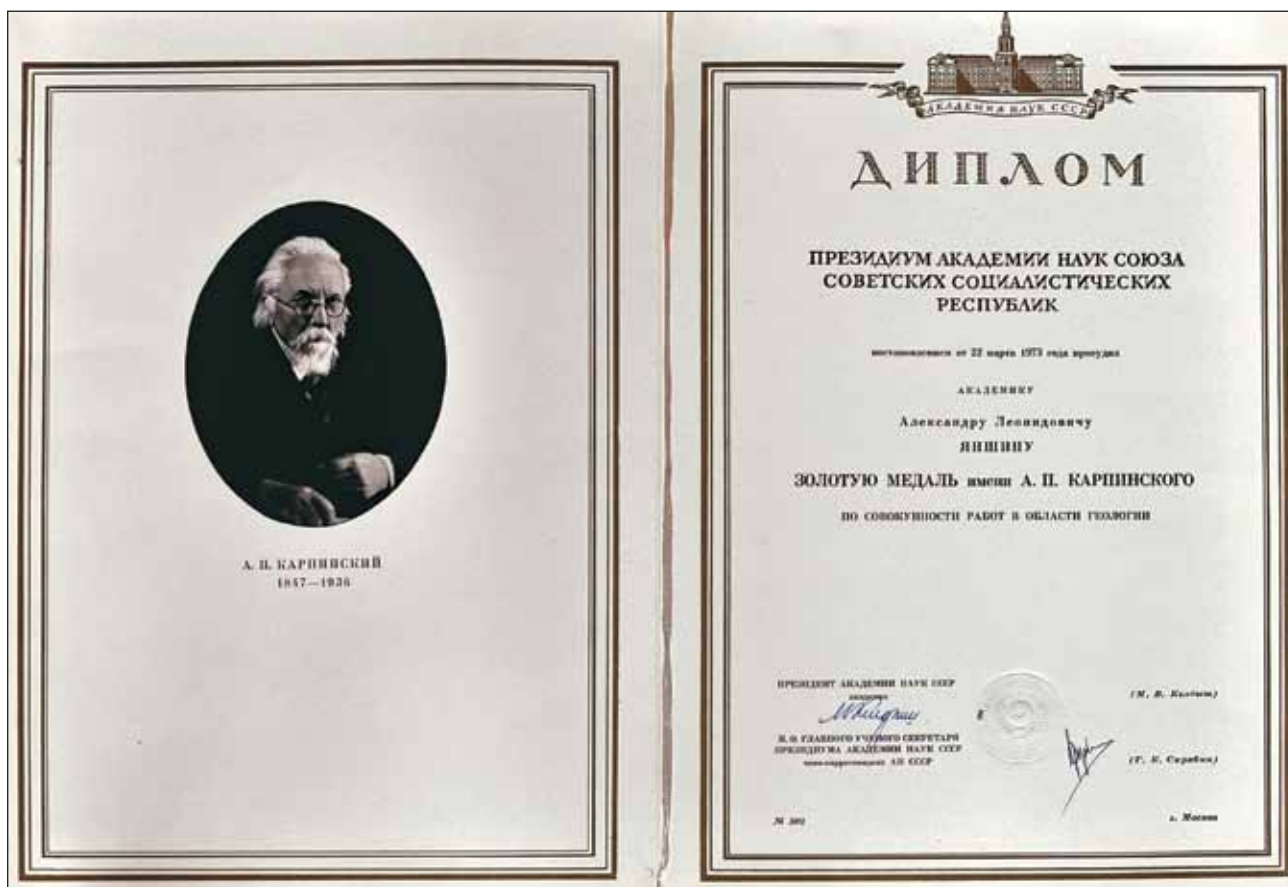 А. П. КАРПИНСКИЙ
1847—1936
АКАДЕМИЯ НАУК СССР
ДИПЛОМ
ПРЕЗИДИУМ АКАДЕМИИ НАУК СОЮЗА
СОВЕТСКИХ СОЦИАЛИСТИЧЕСКИХ
РЕСПУБЛИК
постановлением от 22 марта 1973 года присудил
АКАДЕМИКУ
Александру Леонидовичу
ЯНШИНУ
ЗОЛОТУЮ МЕДАЛЬ имени А. П. КАРПИНСКОГО
ПО СОВОКУПНОСТИ РАБОТ В ОБЛАСТИ ГЕОЛОГИИ
ПРЕЗИДЕНТ АКАДЕМИИ НАУК СССР
академик
(М. В. Келдыш)
И. О. ГЛАВНОГО УЧЕНОГО СЕКРЕТАРЯ
ПРЕЗИДИУМА АКАДЕМИИ НАУК СССР
член-корреспондент АН СССР
(Г. К. Скрябин)
№
г. Москва